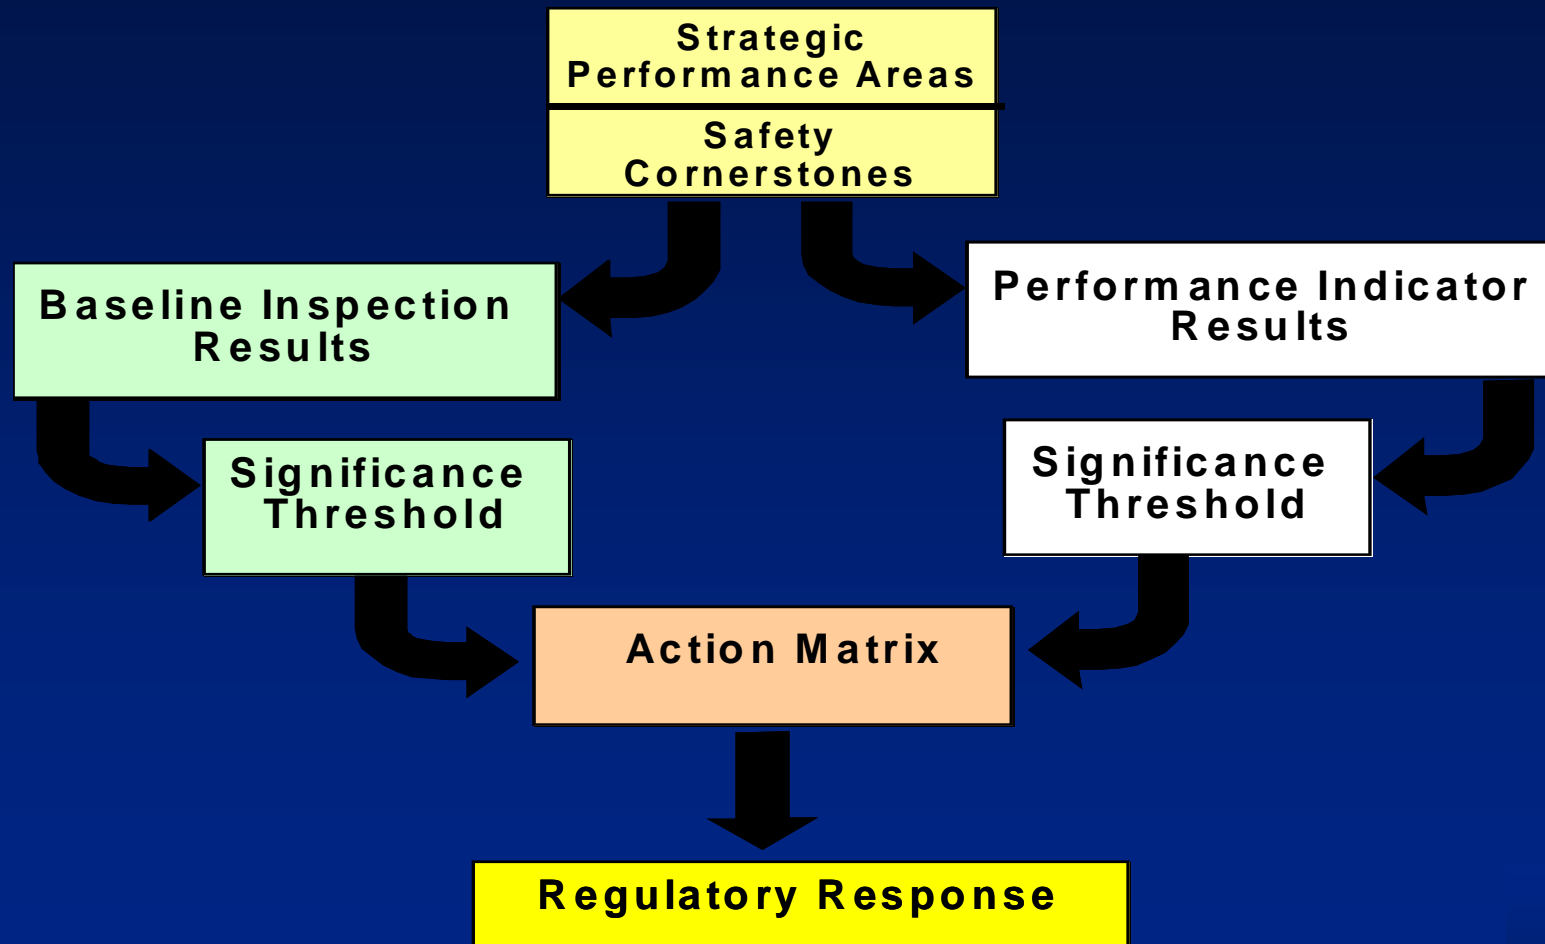 Strategic
Performance Areas
Safety
Cornerstones
Baseline Inspection
Results
Performance Indicator
Results
Significance
Threshold
Significance
Threshold
Action Matrix
Regulatory Response